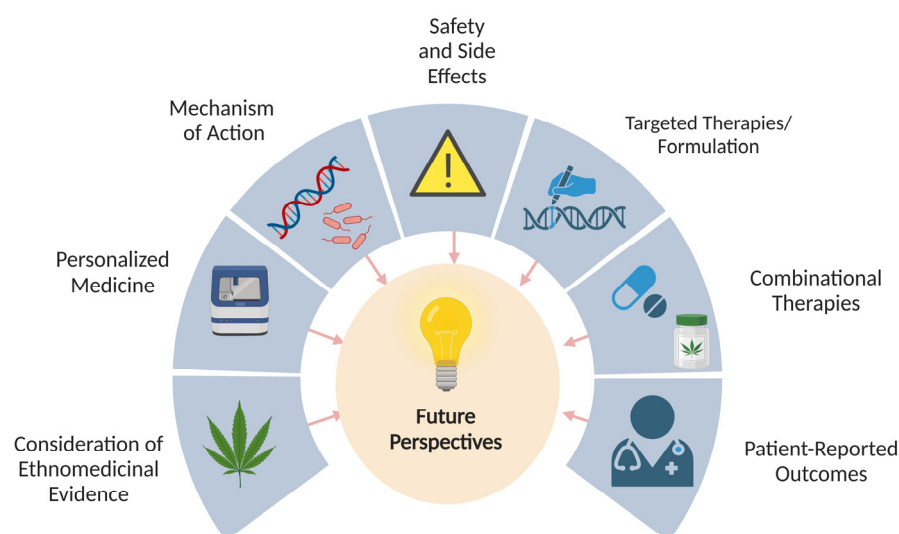 Safety
and Side
Effects
Mechanism
of Action
Targeted Therapies/
Formulation
Personalized
Medicine
Combinational
Therapies
Future
Perspectives
Consideration of
Ethnomedicinal
Evidence
Patient-Reported
Outcomes